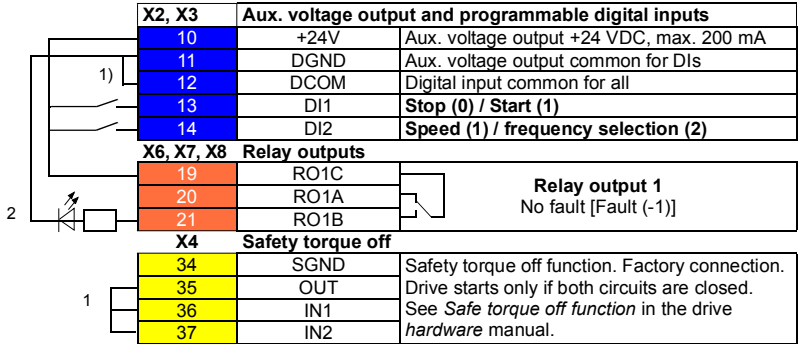 X2, X3 Aux. voltage output and programmable digital inputs
10 +24V Aux. voltage output +24 VDC, max. 200 mA
11 DGND Aux. voltage output common for DIs
1) 12 DCOM Digital input common for all
13 DI1 Stop (0) / Start (1)
14 DI2 Speed (1) / frequency selection (2)
X6, X7, X8 Relay outputs
19 RO1C Relay output 1
20 RO1A No fault [Fault (-1)]
2 21 RO1B
X4 Safety torque off
34 SGND Safety torque off function. Factory connection.
35 OUT Drive starts only if both circuits are closed.
1 36 IN1 See Safe torque off function in the drive
37 IN2 hardware manual.